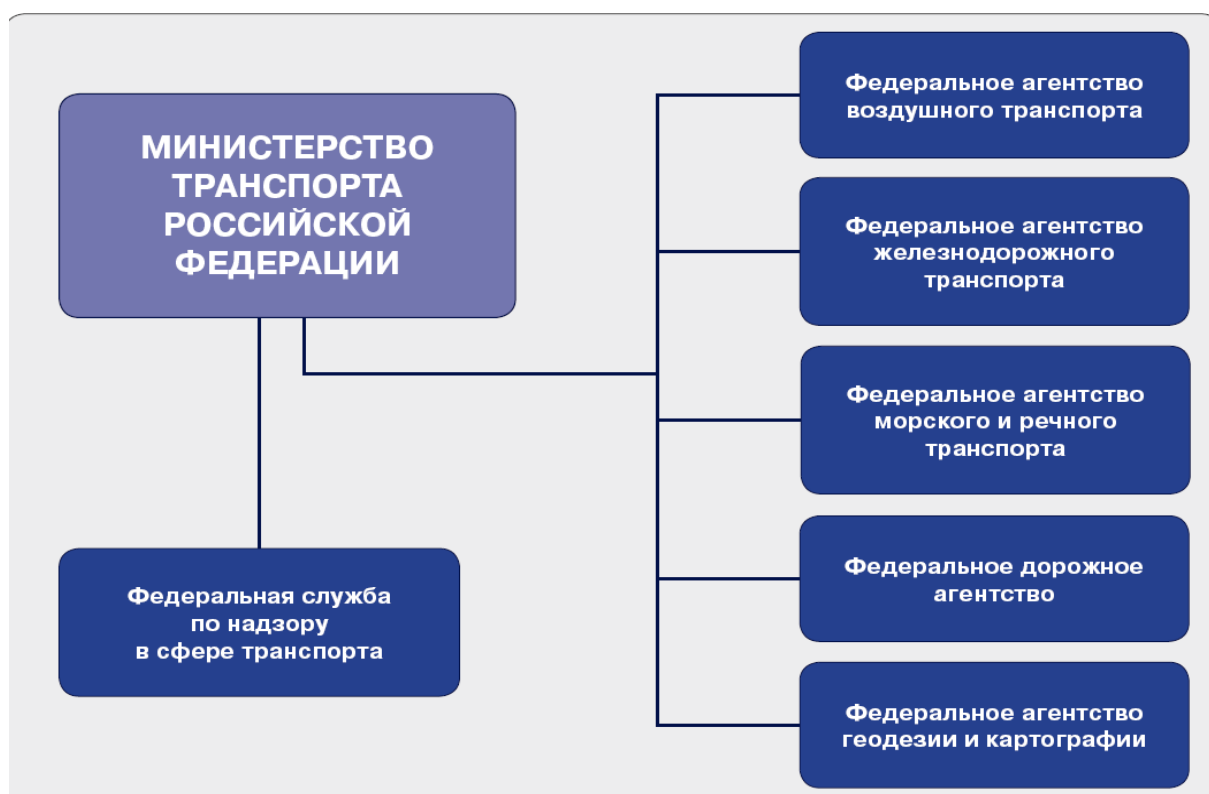 МИНИСТЕРСТВО
ТРАНСПОРТА
РОССИЙСКОЙ
ФЕДЕРАЦИИ
Федеральная служба
по надзору
в сфере транспорта
Федеральное агентство
воздушного транспорта
Федеральное агентство
железнодорожного
транспорта
Федеральное агентство
морского и речного
транспорта
Федеральное дорожное
агентство
Федеральное агентство
геодезии и картографии